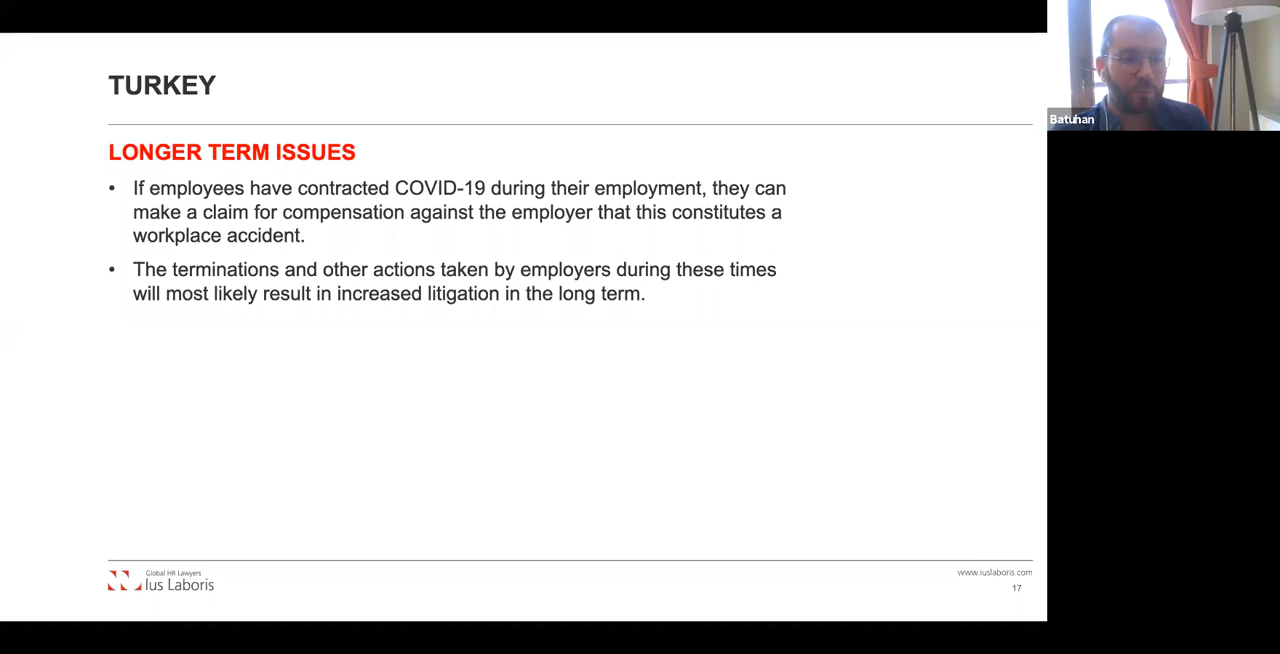 TURKEY
LONGER TERM ISSUES
• If employees have contracted COVID-19 during their employment, they can
make a claim for compensation against the employer that this constitutes a
workplace accident.
• The terminations and other actions taken by employers during these times
will most likely result in increased litigation in the long term.
Global HR Lawyers
Ius Laboris
www.iuslaboris.com
17
Batuhan